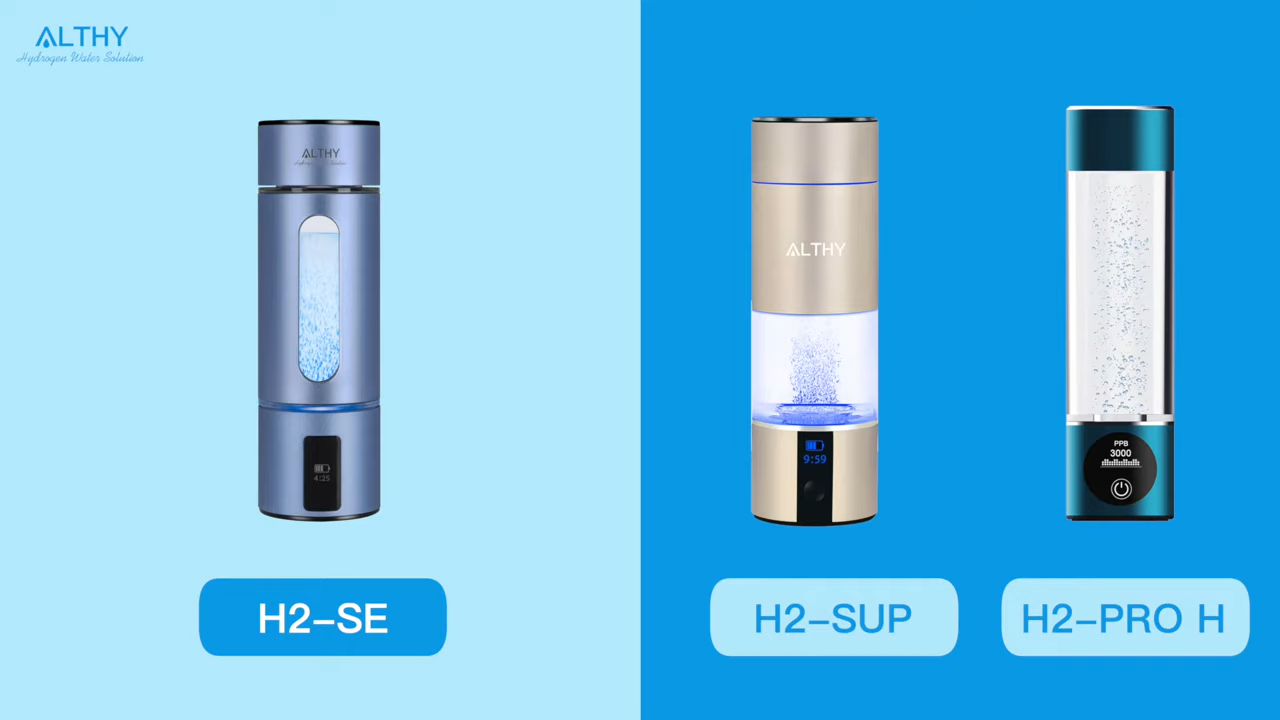 ALTHY
Hydrogen Water Solution
ALTHY
4:25
H2-SE
ALTHY
9:59
H2-SUP
PPB
3000
H2-PRO H